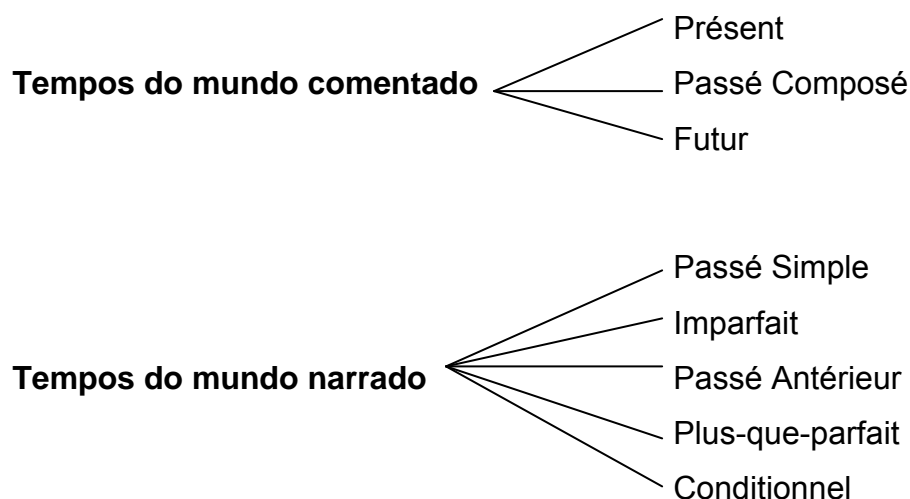 Présent
Tempos do mundo comentado
Passé Composé
Futur
Passé Simple
Imparfait
Tempos do mundo narrado
Passé Antérieur
Plus-que-parfait
Conditionnel